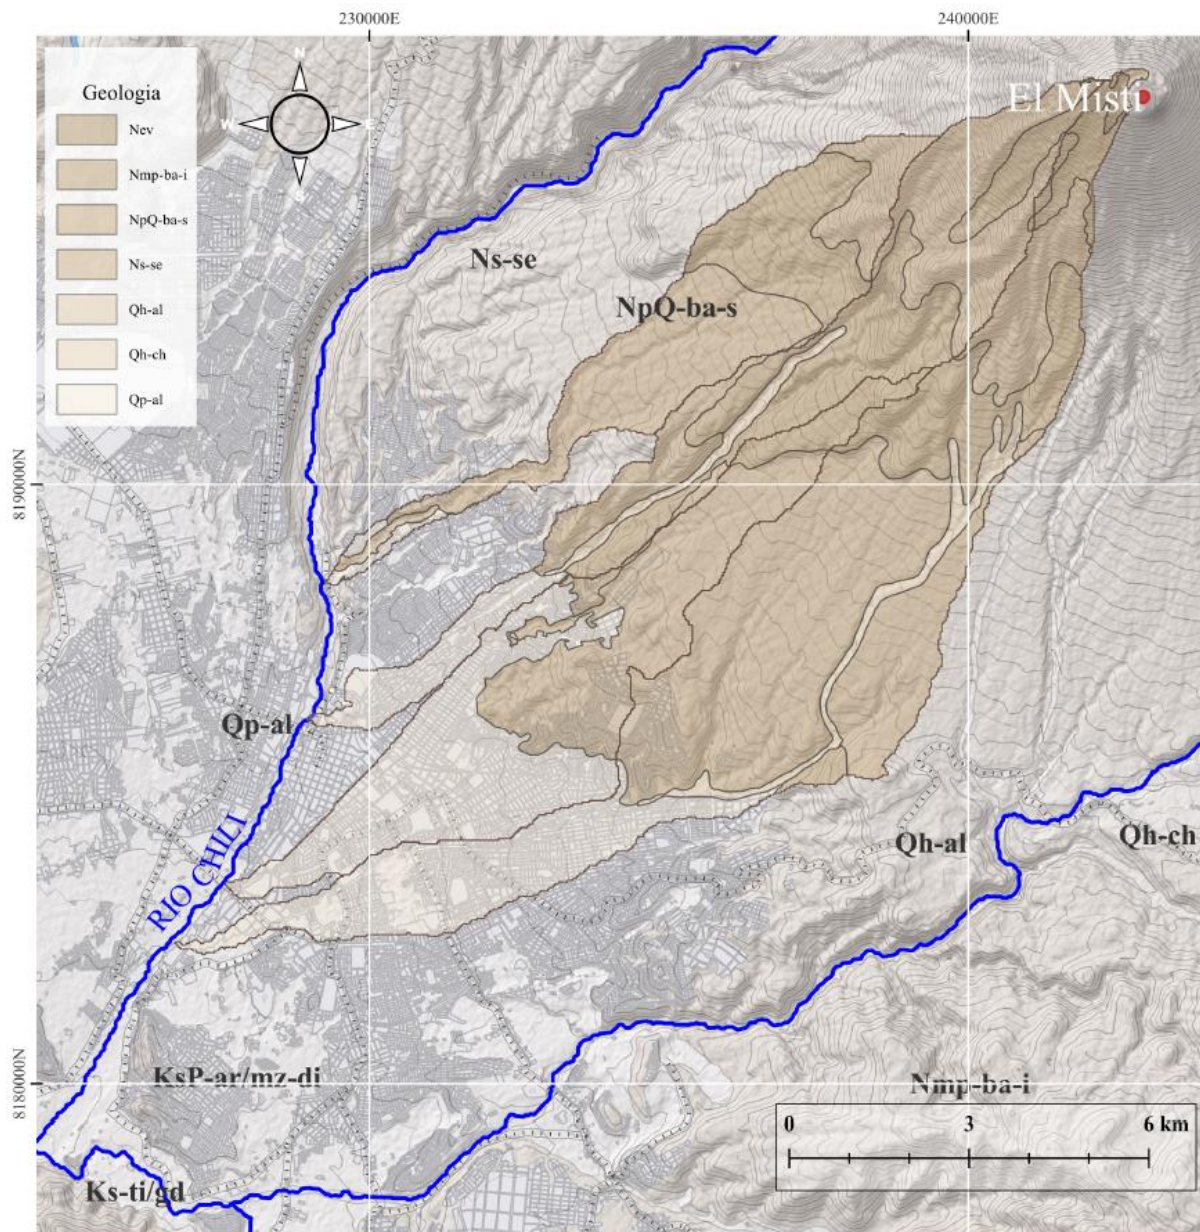 230000E
240000E
Geologia
Nev
Nmp-ba-i
NpQ-ba-s
Ns-se
Qh-al
Qh-ch
Qp-al
N
W
E
S
El Misti
Ns-se
NpQ-ba-s
8190000N
Qp-al
RIO CHILI
Qh-al
Qh-ch
8180000N
KsP-ar/mz-di
Nmp-ba-i
0 3 6 km
Ks-ti/gd